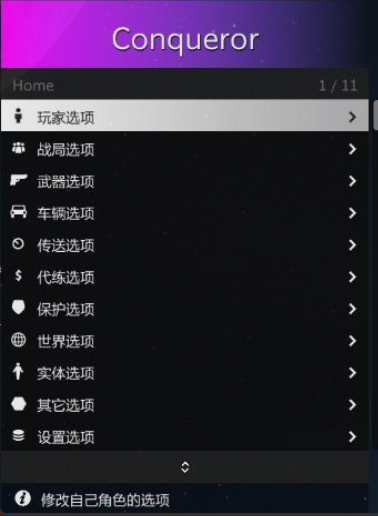 Conqueror
Home 1 / 11
玩家选项
战局选项
武器选项
车辆选项
传送选项
代练选项
保护选项
世界选项
实体选项
其它选项
设置选项
修改自己角色的选项